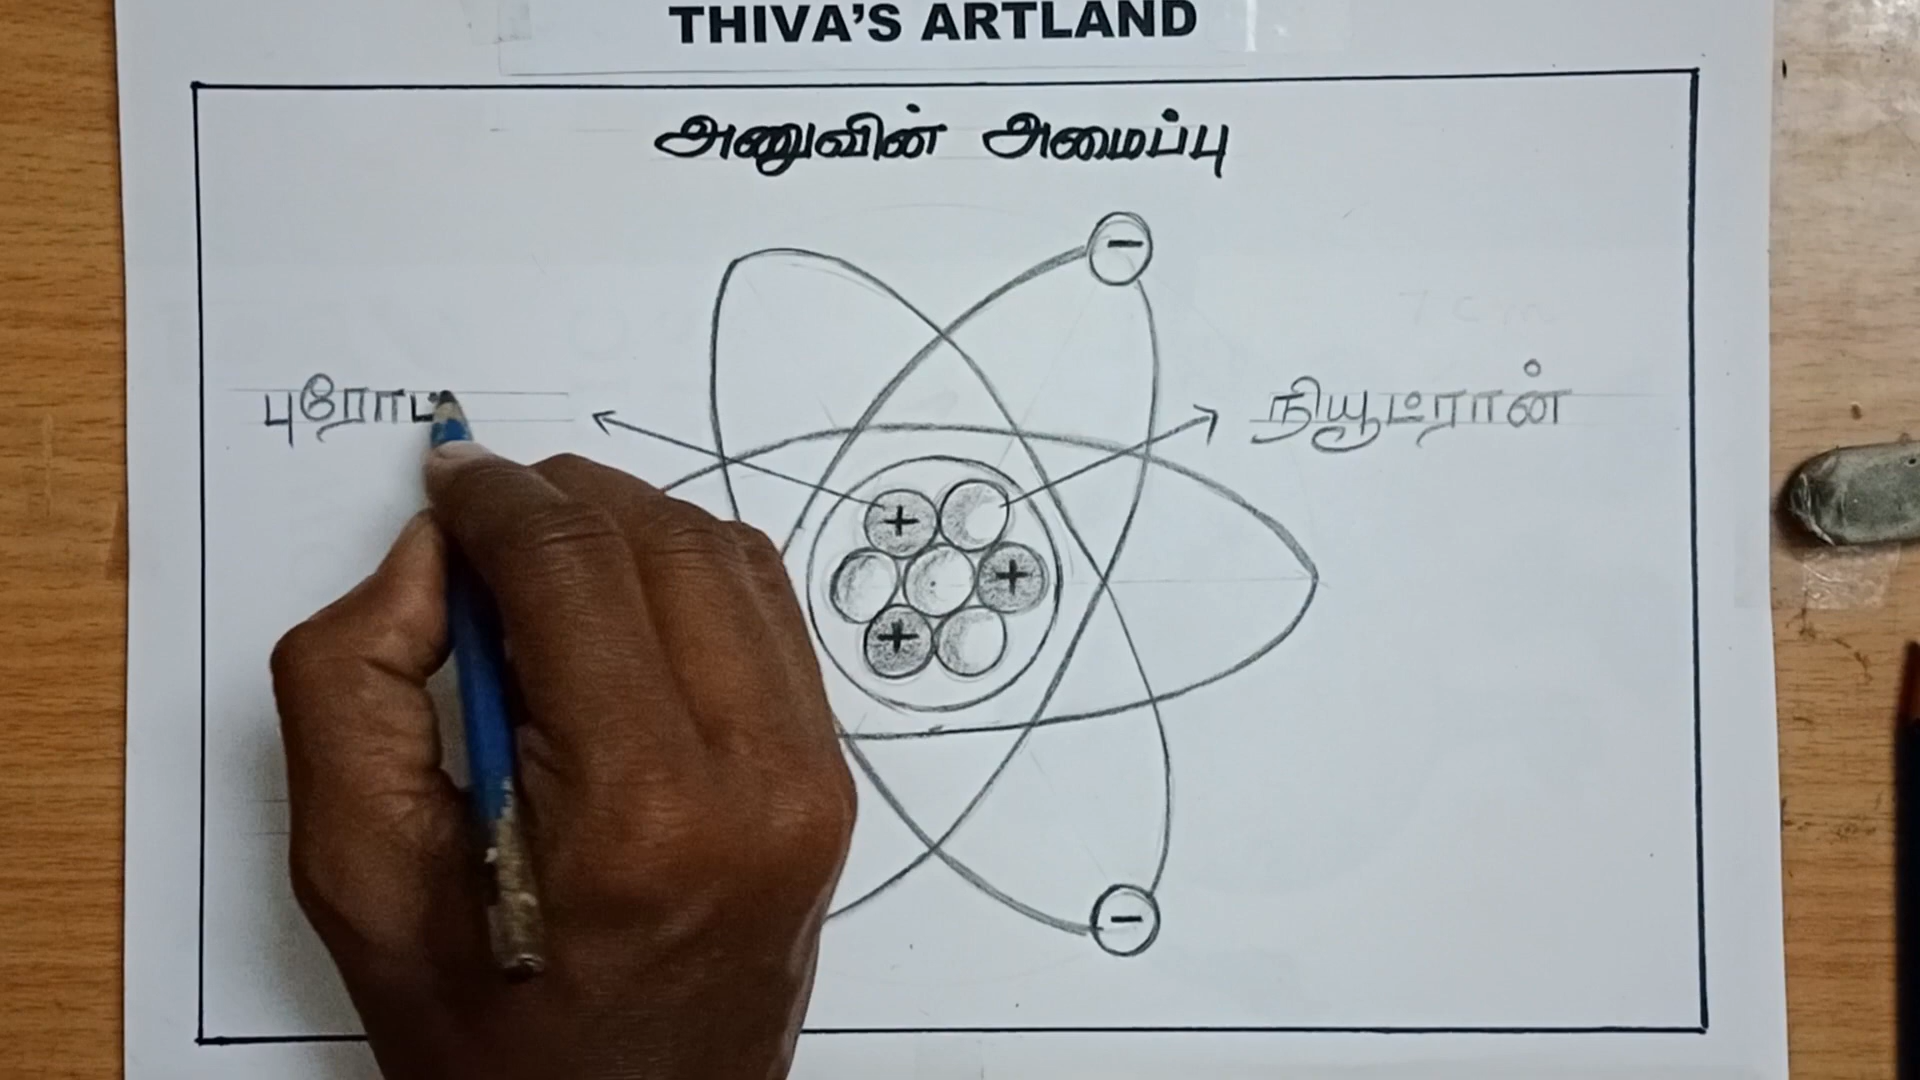 THIVA'S ARTLAND
அணுவின் அமைப்பு
புரோட
நியூட்ரான்
+
+
+
−
−